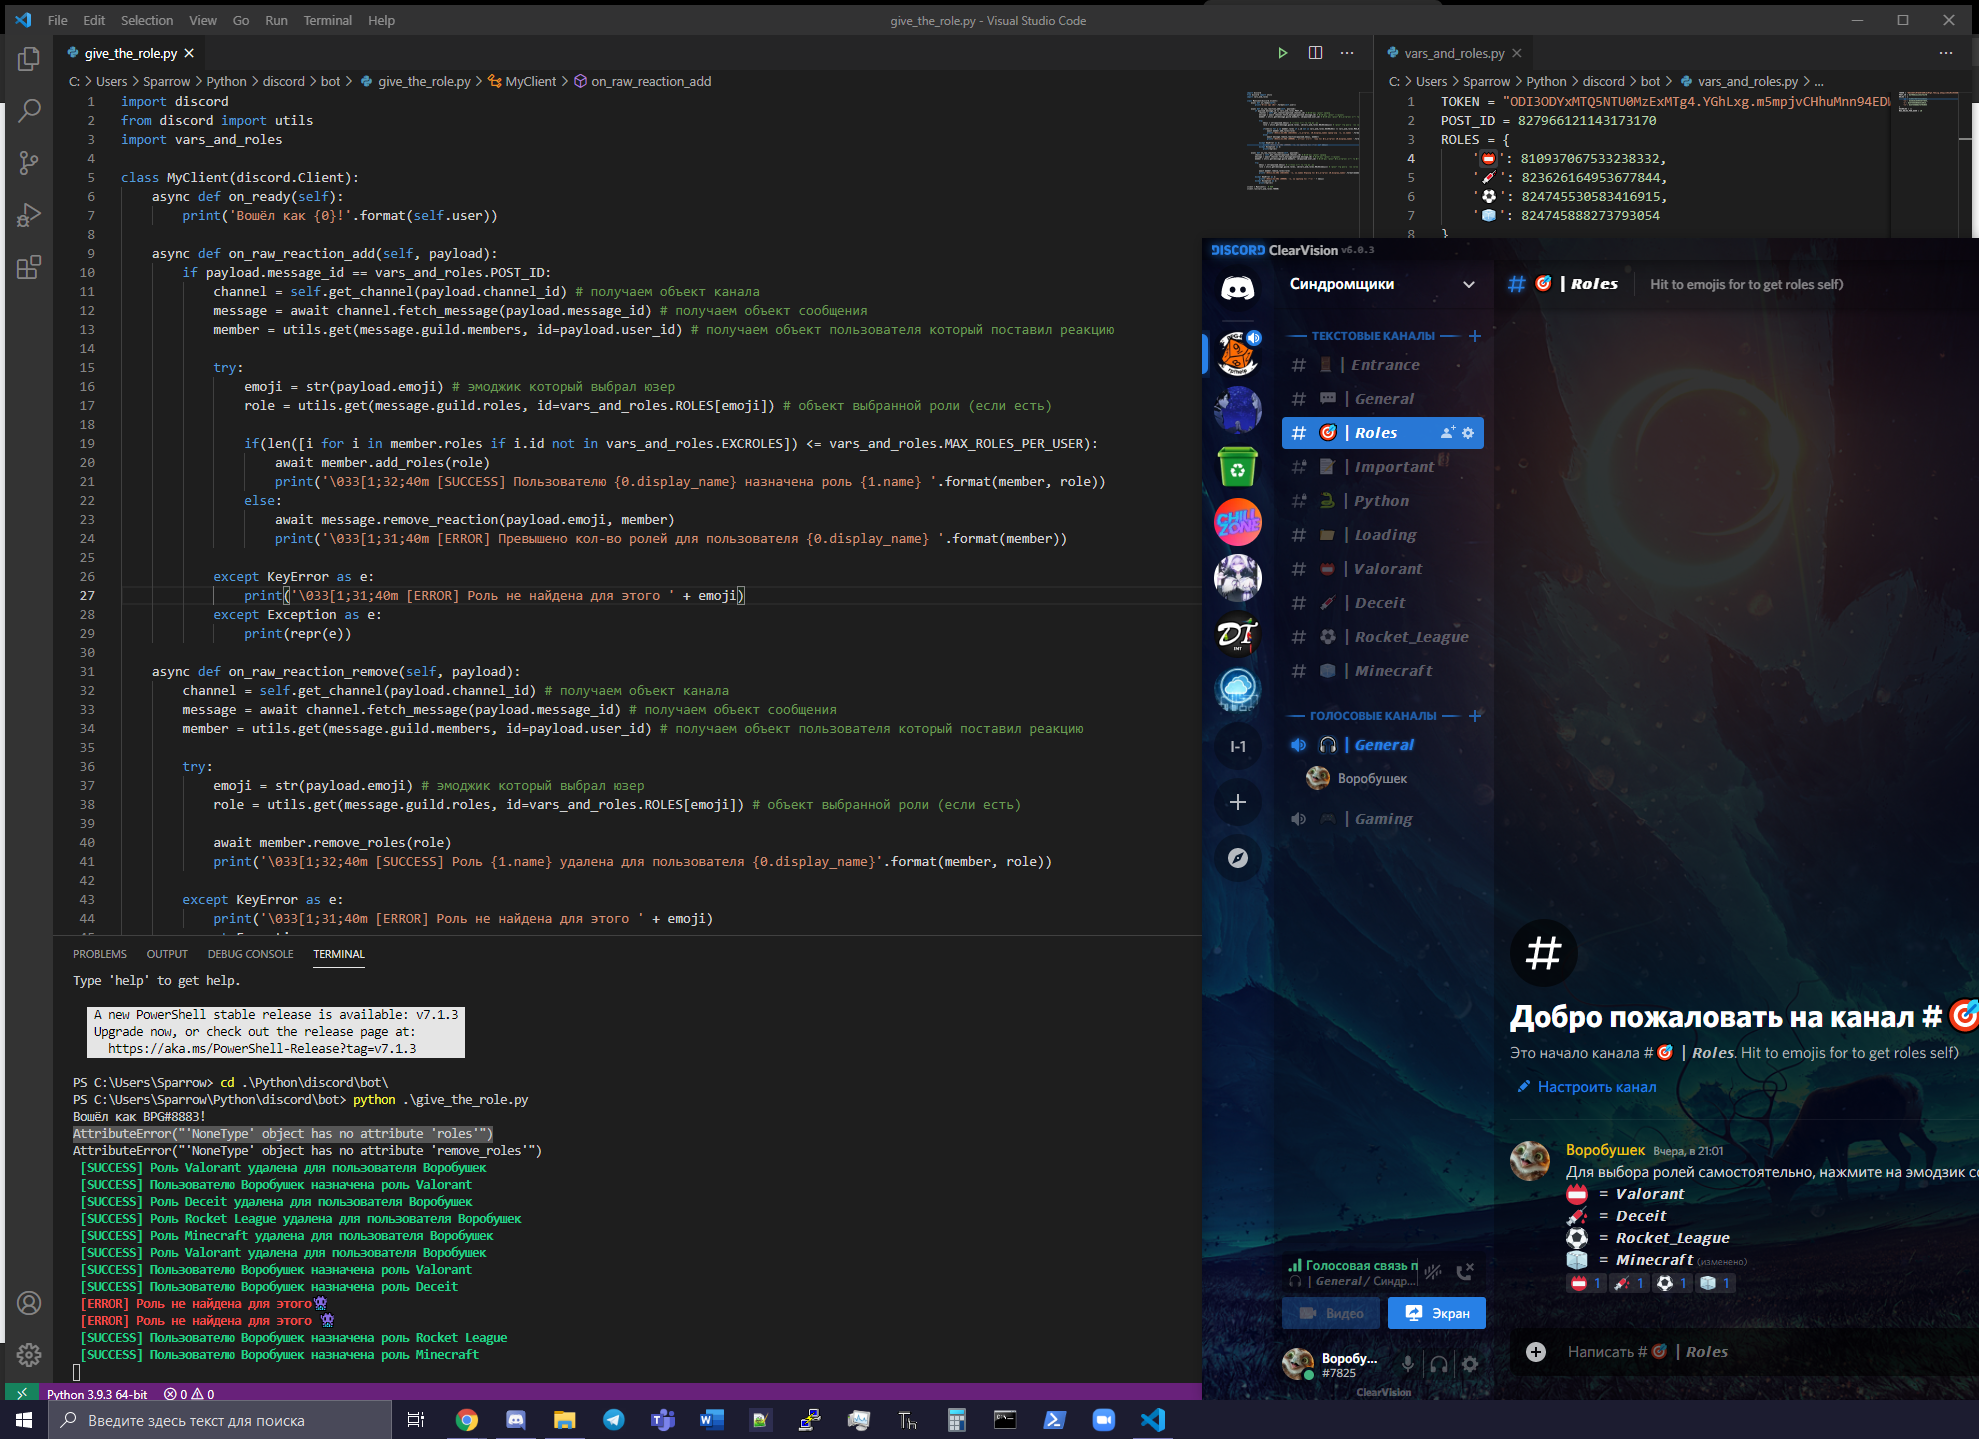 File Edit Selection View Go Run Terminal Help
give_the_role.py - Visual Studio Code
give_the_role.py
C: > Users > Sparrow > Python > discord > bot > give_the_role.py > MyClient > on_raw_reaction_add
1 import discord
2 from discord import utils
3 import vars_and_roles
4
5 class MyClient(discord.Client):
6 async def on_ready(self):
7 print('Вошёл как {0}!'.format(self.user))
8
9 async def on_raw_reaction_add(self, payload):
10 if payload.message_id == vars_and_roles.POST_ID:
11 channel = self.get_channel(payload.channel_id) # получаем объект канала
12 message = await channel.fetch_message(payload.message_id) # получаем объект сообщения
13 member = utils.get(message.guild.members, id=payload.user_id) # получаем объект пользователя который поставил реакцию
14
15 try:
16 emoji = str(payload.emoji) # эмоджик который выбрал юзер
17 role = utils.get(message.guild.roles, id=vars_and_roles.ROLES[emoji]) # объект выбранной роли (если есть)
18
19 if(len([i for i in member.roles if i.id not in vars_and_roles.EXCROLES]) <= vars_and_roles.MAX_ROLES_PER_USER):
20 await member.add_roles(role)
21 print('\033[1;32;40m [SUCCESS] Пользователю {0.display_name} назначена роль {1.name} '.format(member, role))
22 else:
23 await message.remove_reaction(payload.emoji, member)
24 print('\033[1;31;40m [ERROR] Превышено кол-во ролей для пользователя {0.display_name} '.format(member))
25
26 except KeyError as e:
27 print('\033[1;31;40m [ERROR] Роль не найдена для этого ' + emoji)
28 except Exception as e:
29 print(repr(e))
30
31 async def on_raw_reaction_remove(self, payload):
32 channel = self.get_channel(payload.channel_id) # получаем объект канала
33 message = await channel.fetch_message(payload.message_id) # получаем объект сообщения
34 member = utils.get(message.guild.members, id=payload.user_id) # получаем объект пользователя который поставил реакцию
35
36 try:
37 emoji = str(payload.emoji) # эмоджик который выбрал юзер
38 role = utils.get(message.guild.roles, id=vars_and_roles.ROLES[emoji]) # объект выбранной роли (если есть)
39
40 await member.remove_roles(role)
41 print('\033[1;32;40m [SUCCESS] Роль {1.name} удалена для пользователя {0.display_name}'.format(member, role))
42
43 except KeyError as e:
44 print('\033[1;31;40m [ERROR] Роль не найдена для этого ' + emoji)
PROBLEMS OUTPUT DEBUG CONSOLE TERMINAL
Type 'help' to get help.
A new PowerShell stable release is available: v7.1.3
Upgrade now, or check out the release page at:
https://aka.ms/PowerShell-Release?tag=v7.1.3
PS C:\Users\Sparrow> cd .\Python\discord\bot\
PS C:\Users\Sparrow\Python\discord\bot> python .\give_the_role.py
Вошёл как BPG#8883!
AttributeError("'NoneType' object has no attribute 'roles'")
AttributeError("'NoneType' object has no attribute 'remove_roles'")
[SUCCESS] Роль Valorant удалена для пользователя Воробушек
[SUCCESS] Пользователю Воробушек назначена роль Valorant
[SUCCESS] Роль Deceit удалена для пользователя Воробушек
[SUCCESS] Роль Rocket League удалена для пользователя Воробушек
[SUCCESS] Роль Minecraft удалена для пользователя Воробушек
[SUCCESS] Роль Valorant удалена для пользователя Воробушек
[SUCCESS] Пользователю Воробушек назначена роль Valorant
[SUCCESS] Пользователю Воробушек назначена роль Deceit
[ERROR] Роль не найдена для этого👾
[ERROR] Роль не найдена для этого 👾
[SUCCESS] Пользователю Воробушек назначена роль Rocket League
[SUCCESS] Пользователю Воробушек назначена роль Minecraft
Python 3.9.3 64-bit 0 0
Введите здесь текст для поиска
vars_and_roles.py
C: > Users > Sparrow > Python > discord > bot > vars_and_roles.py > ...
1 TOKEN = "ODI3ODYxMTQ5NTU0MzExMTg4.YGhLxg.m5mpjvCHhuMnn94ED
2 POST_ID = 827966121143173170
3 ROLES = {
4 '👹': 810937067533238332,
5 '💉': 823626164953677844,
6 '⚽': 824745530583416915,
7 '🧊': 824745888273793054
8 }
DISCORD ClearVision v6.0.3
Синдромщики
# 🎯 | Roles Hit to emojis for to get roles self)
ТЕКСТОВЫЕ КАНАЛЫ
# | Entrance
# | General
# 🎯 | Roles
# | Important
# | Python
# | Loading
# | Valorant
# | Deceit
# | Rocket_League
# | Minecraft
ГОЛОСОВЫЕ КАНАЛЫ
| General
Воробушек
| Gaming
CHILL ZONE
DT
I-1
Добро пожаловать на канал # 🎯
Это начало канала # 🎯 | Roles. Hit to emojis for to get roles self)
Настроить канал
Воробушек Вчера, в 21:01
Для выбора ролей самостоятельно, нажмите на эмодзик со
= Valorant
= Deceit
= Rocket_League
= Minecraft (изменено)
1 1 1 1
Голосовая связь п
| General / Синдр...
Видео Экран
Воробу...
#7825
Написать # 🎯 | Roles
ClearVision